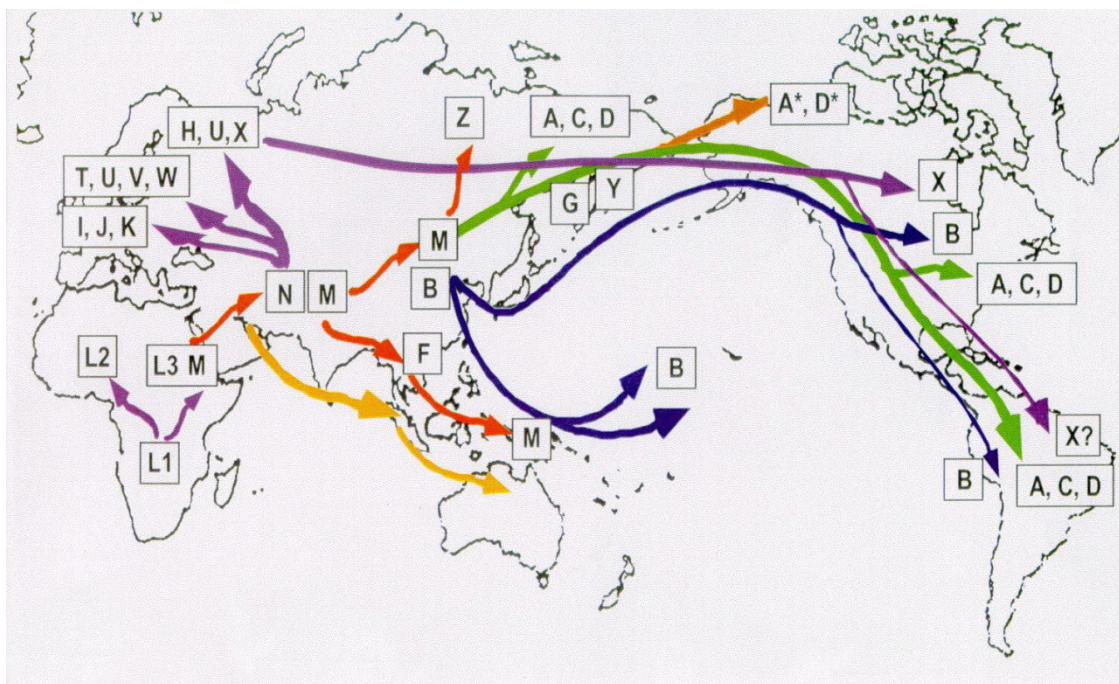 A*, D*
Z
A, C, D
H, U, X
T, U, V, W
X
G
Y
I, J, K
M
B
N
M
B
A, C, D
L2
L3 M
F
B
L1
M
X?
B
A, C, D